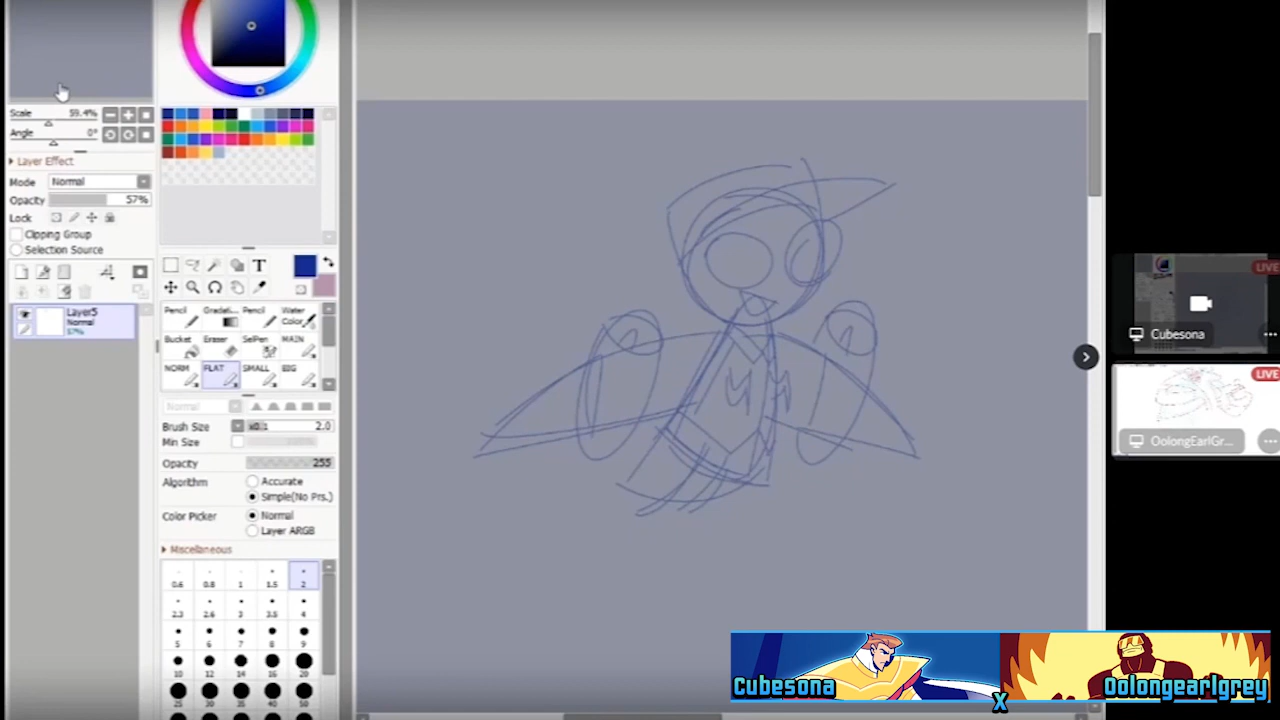 Scale 59.4%
Angle 0°
Layer Effect
Mode Normal
Opacity 57%
Lock
Clipping Group
Selection Source
Layer5
Normal
57%
T
Pencil Gradati... Pencil Water Color...
Bucket Eraser SelPen MAIN
NORM FLAT SMALL BIG
Normal
Brush Size x0.1 2.0
Min Size
Opacity 255
Algorithm Accurate
Simple(No Prs.)
Color Picker Normal
Layer ARGB
Miscellaneous
0.6 0.8 1 1.5 2
2.3 2.6 3 3.5 4
5 6 7 8 9
10 12 14 16 20
25 30 35 40 50
LIVE
Cubesona
LIVE
OolongEarlGr...
Cubesona
X
Oolongearlgrey